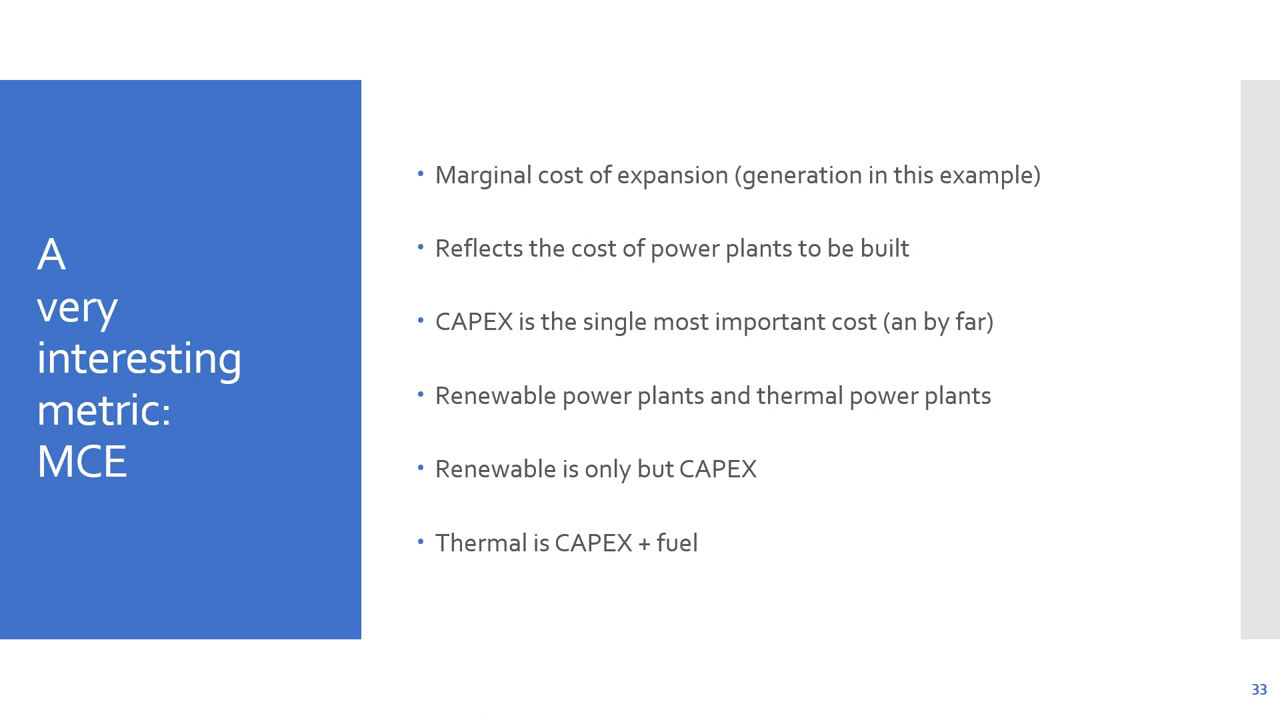 A
very
interesting
metric:
MCE
• Marginal cost of expansion (generation in this example)
• Reflects the cost of power plants to be built
• CAPEX is the single most important cost (an by far)
• Renewable power plants and thermal power plants
• Renewable is only but CAPEX
• Thermal is CAPEX + fuel
33